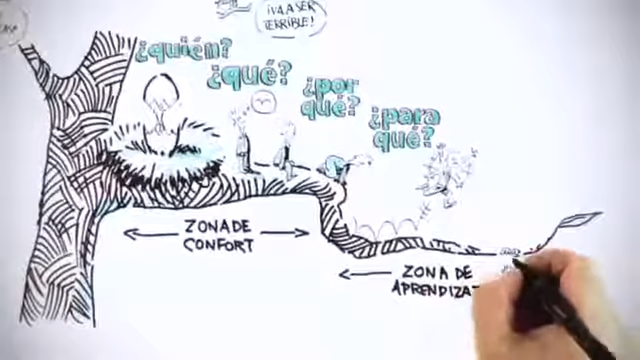 ¡VA A SER
TERRIBLE!
¿quién?
¿qué?
¿por
qué?
¿para
qué?
ZONA DE
CONFORT
ZONA DE
APRENDIZA